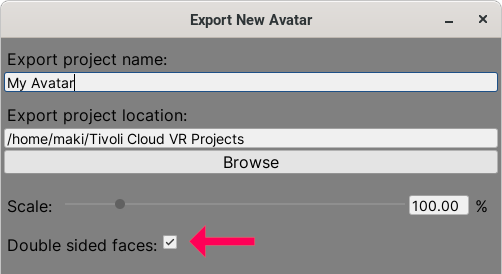 Export New Avatar
Export project name:
My Avatar
Export project location:
/home/maki/Tivoli Cloud VR Projects
Browse
Scale: 100.00 %
Double sided faces: